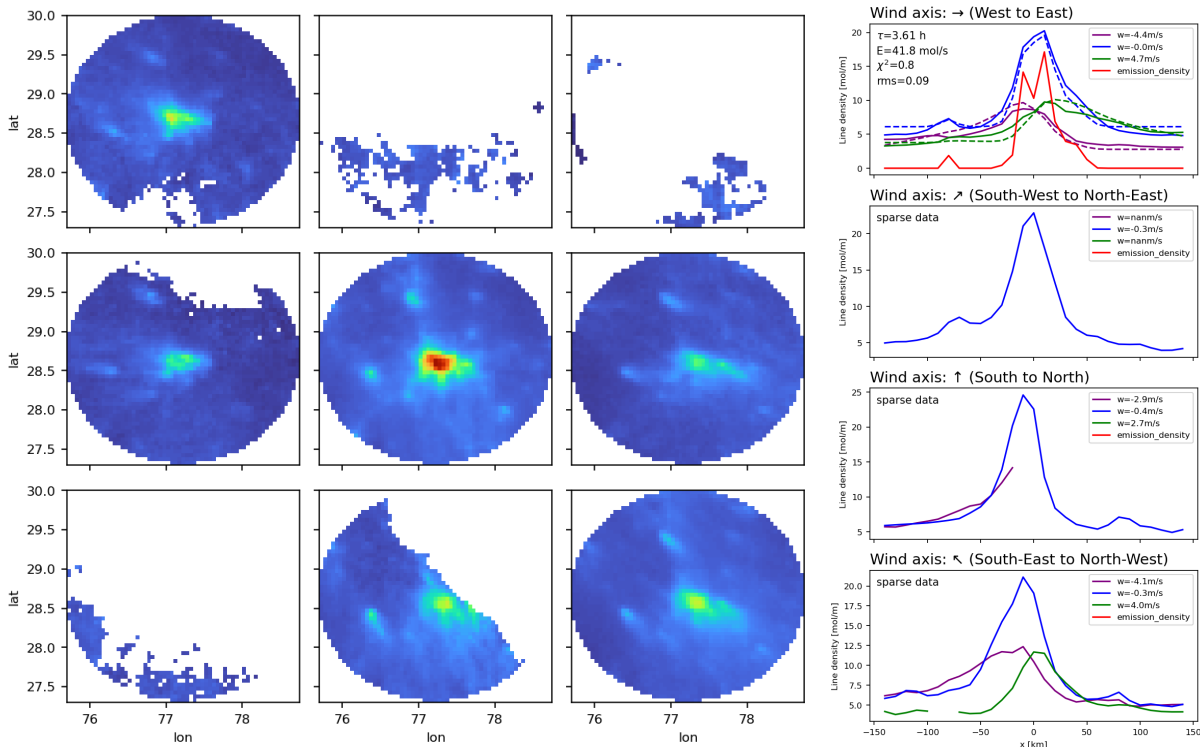 30.0
29.5
29.0
28.5
28.0
27.5
lat
30.0
29.5
29.0
28.5
28.0
27.5
lat
30.0
29.5
29.0
28.5
28.0
27.5
lat
76 77 78
lon
76 77 78
lon
76 77 78
lon
Wind axis: → (West to East)
τ=3.61 h
E=41.8 mol/s
χ²=0.8
rms=0.09
w=-4.4m/s
w=-0.0m/s
w=4.7m/s
emission_density
20
15
10
5
0
Line density [mol/m]
Wind axis: ↗ (South-West to North-East)
sparse data
w=nanm/s
w=-0.3m/s
w=nanm/s
emission_density
20
15
10
5
Line density [mol/m]
Wind axis: ↑ (South to North)
sparse data
w=-2.9m/s
w=-0.4m/s
w=2.7m/s
emission_density
25
20
15
10
5
Line density [mol/m]
Wind axis: ↖ (South-East to North-West)
sparse data
w=-4.1m/s
w=-0.3m/s
w=4.0m/s
emission_density
20.0
17.5
15.0
12.5
10.0
7.5
5.0
Line density [mol/m]
−150 −100 −50 0 50 100 150
x [km]